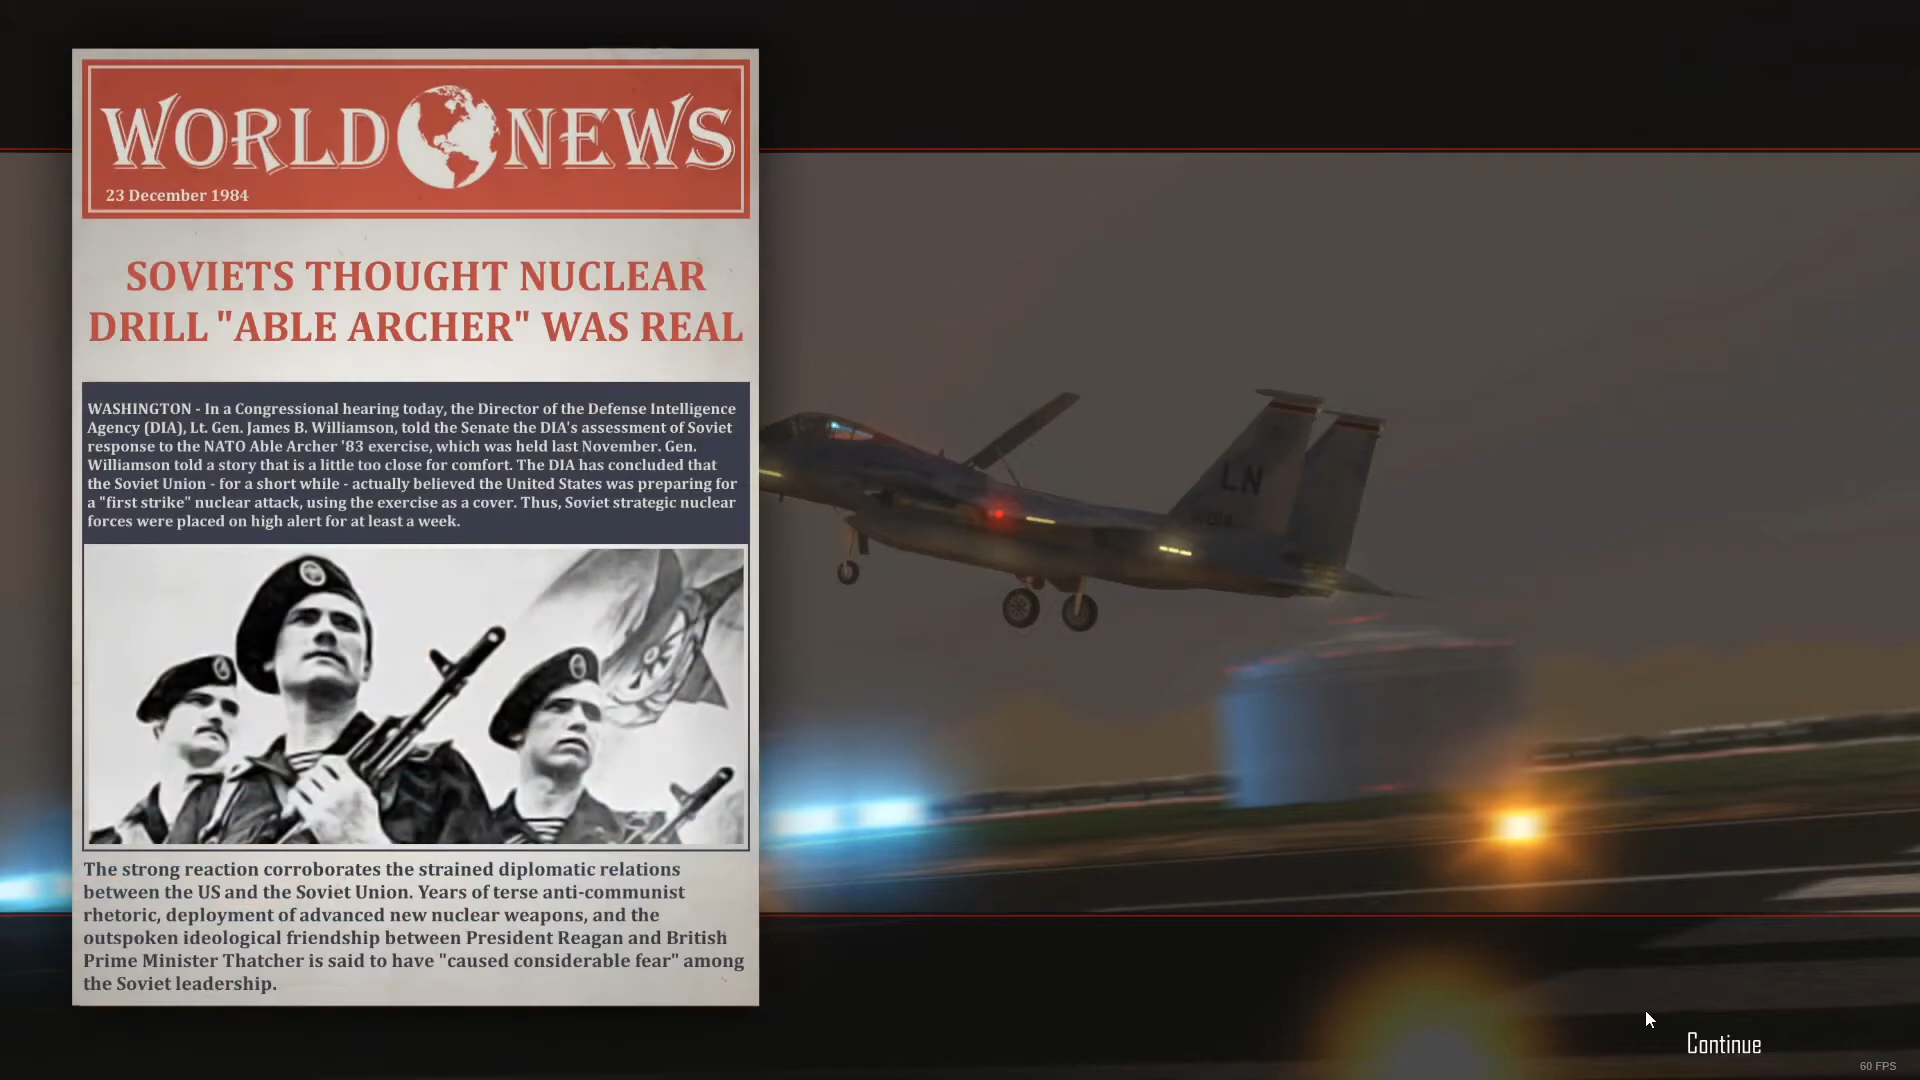 WORLD NEWS
23 December 1984
SOVIETS THOUGHT NUCLEAR
DRILL "ABLE ARCHER" WAS REAL
WASHINGTON - In a Congressional hearing today, the Director of the Defense Intelligence
Agency (DIA), Lt. Gen. James B. Williamson, told the Senate the DIA's assessment of Soviet
response to the NATO Able Archer '83 exercise, which was held last November. Gen.
Williamson told a story that is a little too close for comfort. The DIA has concluded that
the Soviet Union - for a short while - actually believed the United States was preparing for
a "first strike" nuclear attack, using the exercise as a cover. Thus, Soviet strategic nuclear
forces were placed on high alert for at least a week.
The strong reaction corroborates the strained diplomatic relations
between the US and the Soviet Union. Years of terse anti-communist
rhetoric, deployment of advanced new nuclear weapons, and the
outspoken ideological friendship between President Reagan and British
Prime Minister Thatcher is said to have "caused considerable fear" among
the Soviet leadership.
LN
Continue
60 FPS